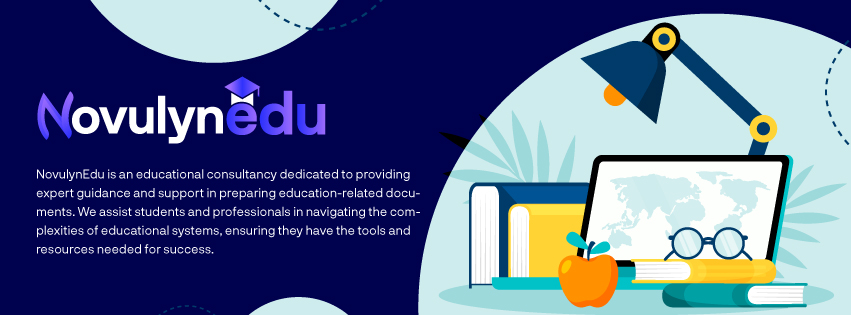 Novulynedu
NovulynEdu is an educational consultancy dedicated to providing
expert guidance and support in preparing education-related docu-
ments. We assist students and professionals in navigating the com-
plexities of educational systems, ensuring they have the tools and
resources needed for success.